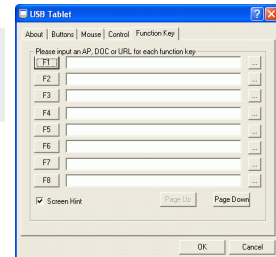 USB Tablet
About Buttons Mouse Control Function Key
Please input an AP, DOC or URL for each function key
F1 ...
F2 ...
F3 ...
F4 ...
F5 ...
F6 ...
F7 ...
F8 ...
Screen Hint Page Up Page Down
OK Cancel